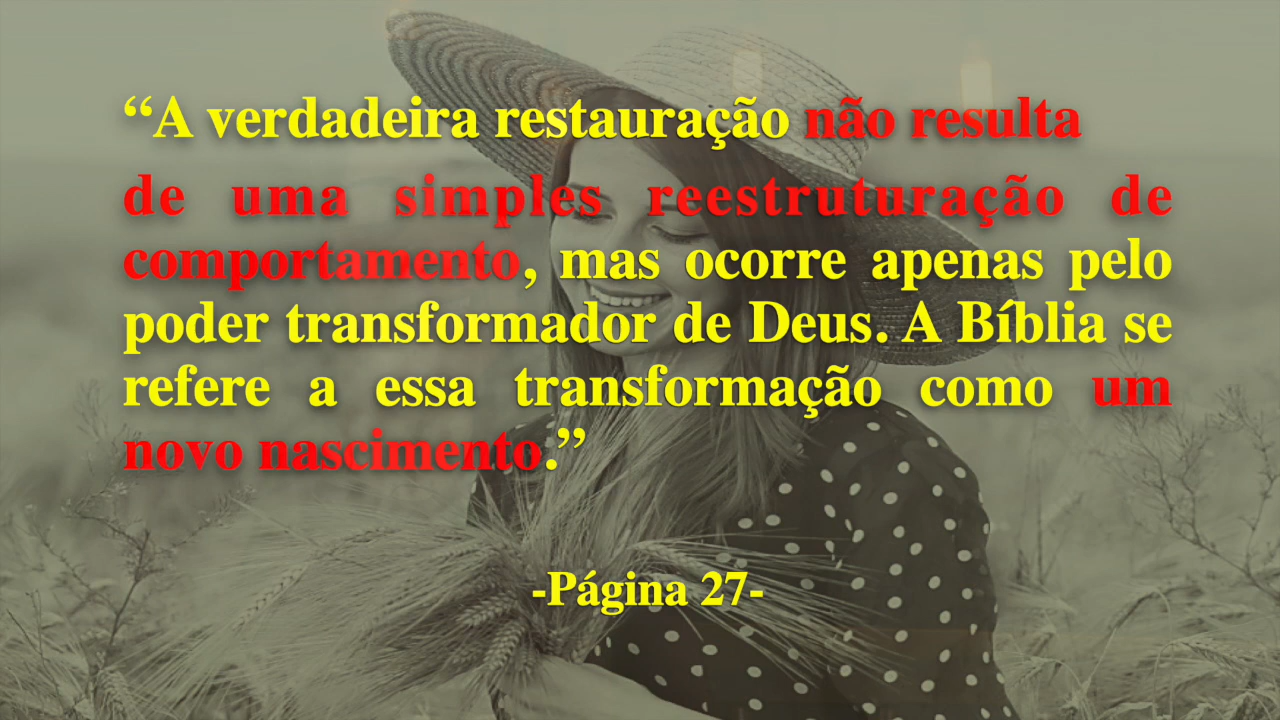 “A verdadeira restauração não resulta
de uma simples reestruturação de
comportamento, mas ocorre apenas pelo
poder transformador de Deus. A Bíblia se
refere a essa transformação como um
novo nascimento.”
-Página 27-